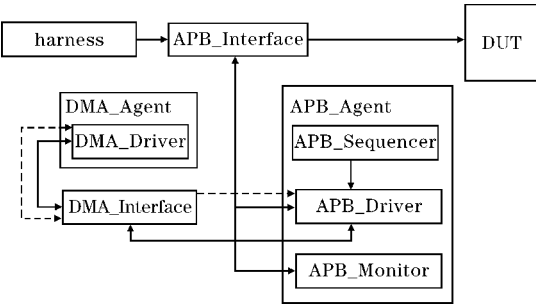 harness
APB_Interface
DUT
DMA_Agent
DMA_Driver
APB_Agent
APB_Sequencer
DMA_Interface
APB_Driver
APB_Monitor